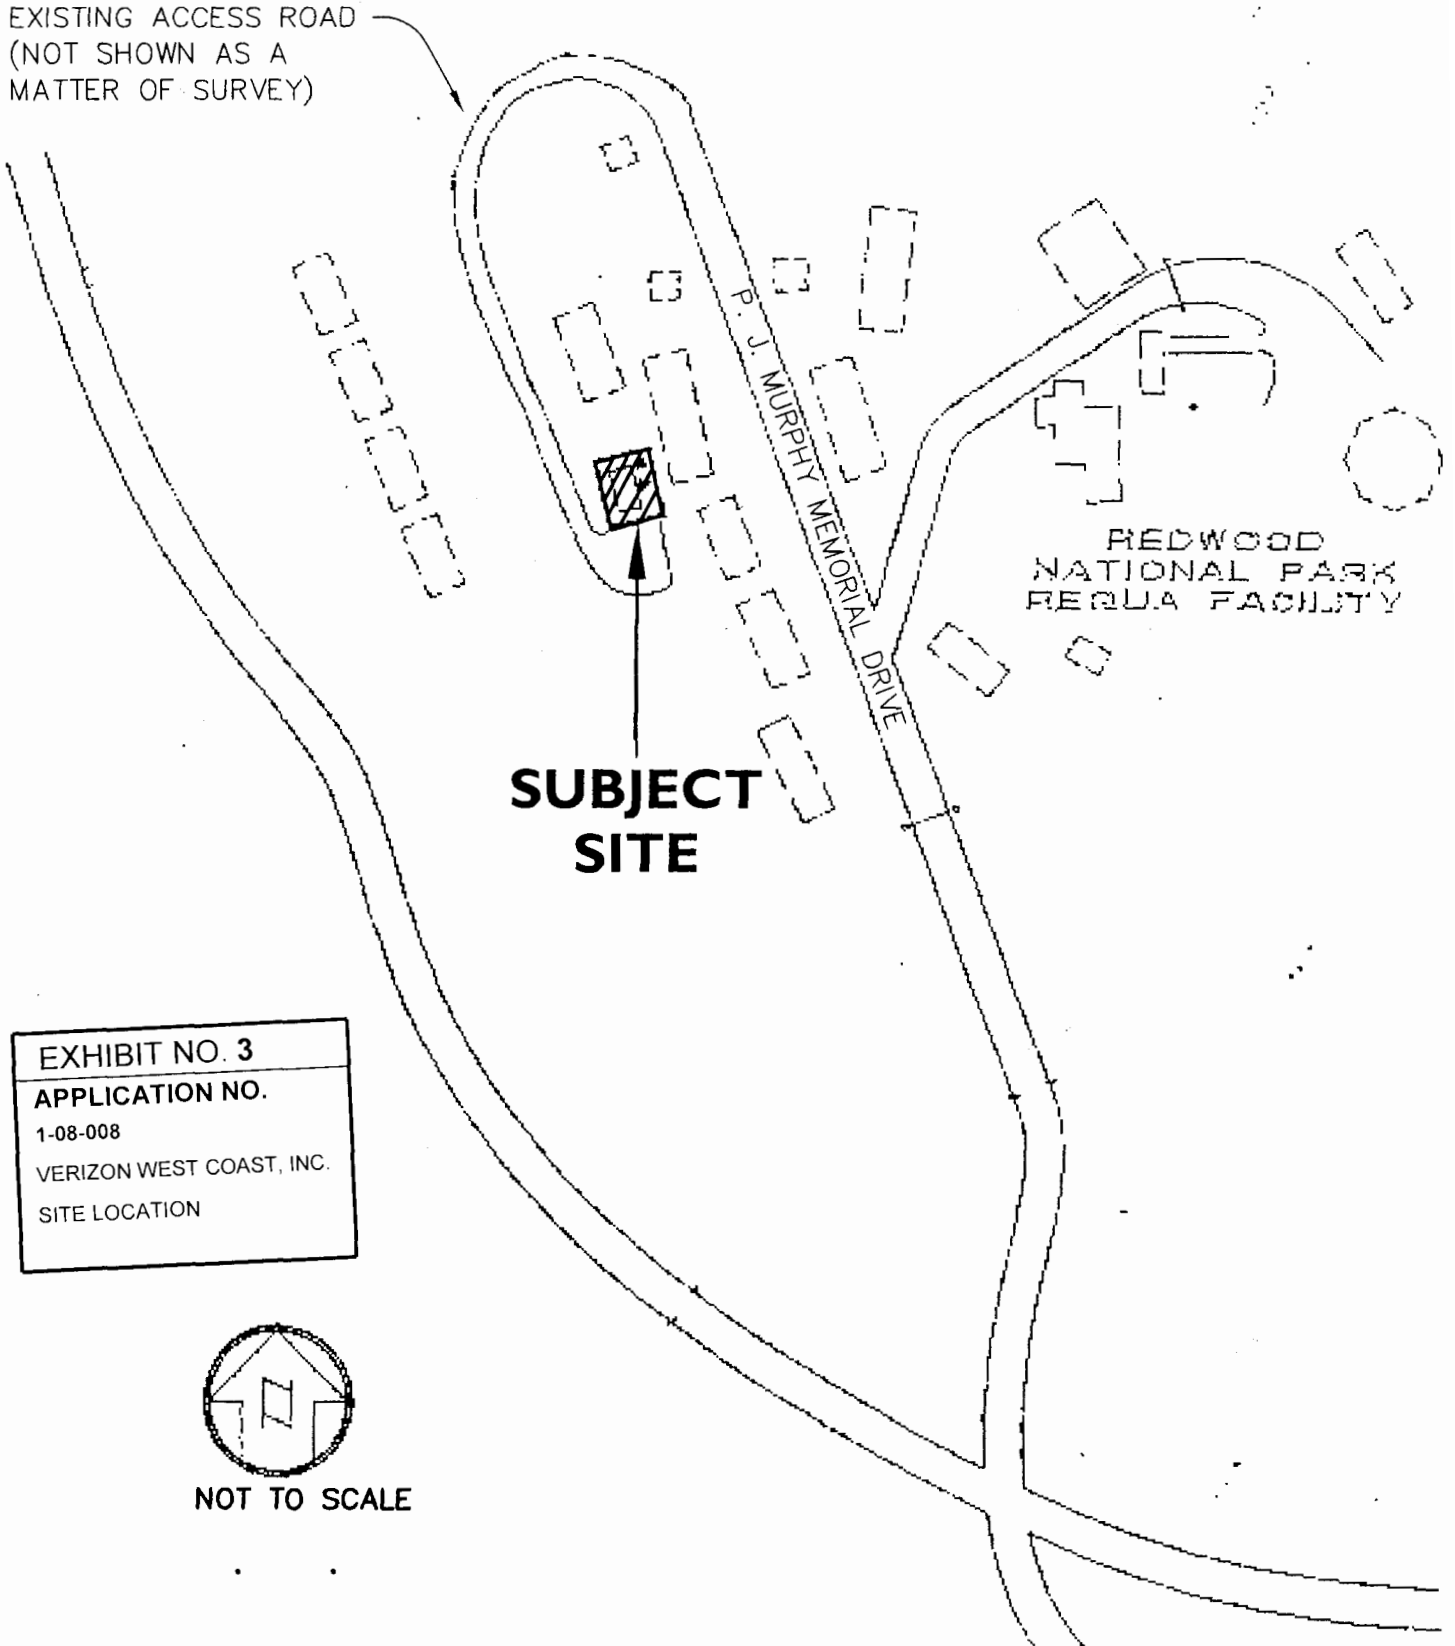 EXISTING ACCESS ROAD
(NOT SHOWN AS A
MATTER OF SURVEY)
P. J. MURPHY MEMORIAL DRIVE
REDWOOD
NATIONAL PARK
REQUA FACILITY
SUBJECT
SITE
EXHIBIT NO. 3
APPLICATION NO.
1-08-008
VERIZON WEST COAST, INC.
SITE LOCATION
N
NOT TO SCALE